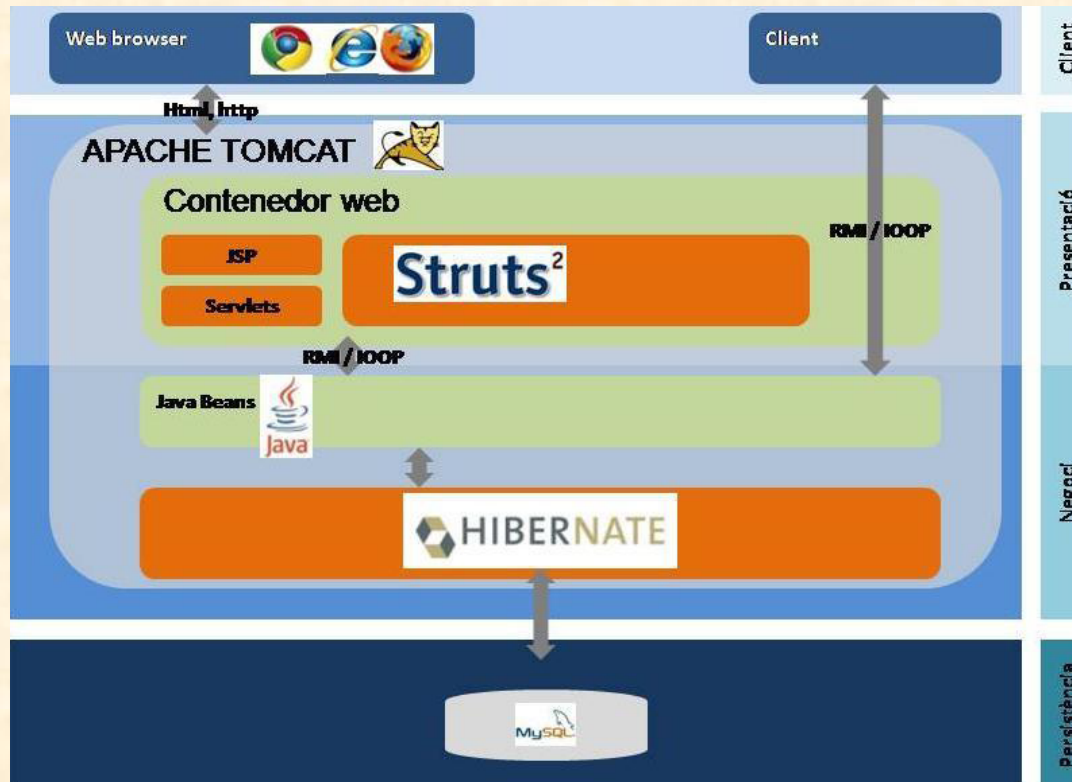 Web browser
Client
Client
Html, http
APACHE TOMCAT
Contenedor web
JSP
Struts²
Servlets
RMI / IOOP
RMI / IOOP
Presentació
Java Beans
Java
HIBERNATE
Negoci
MySQL
Persistència